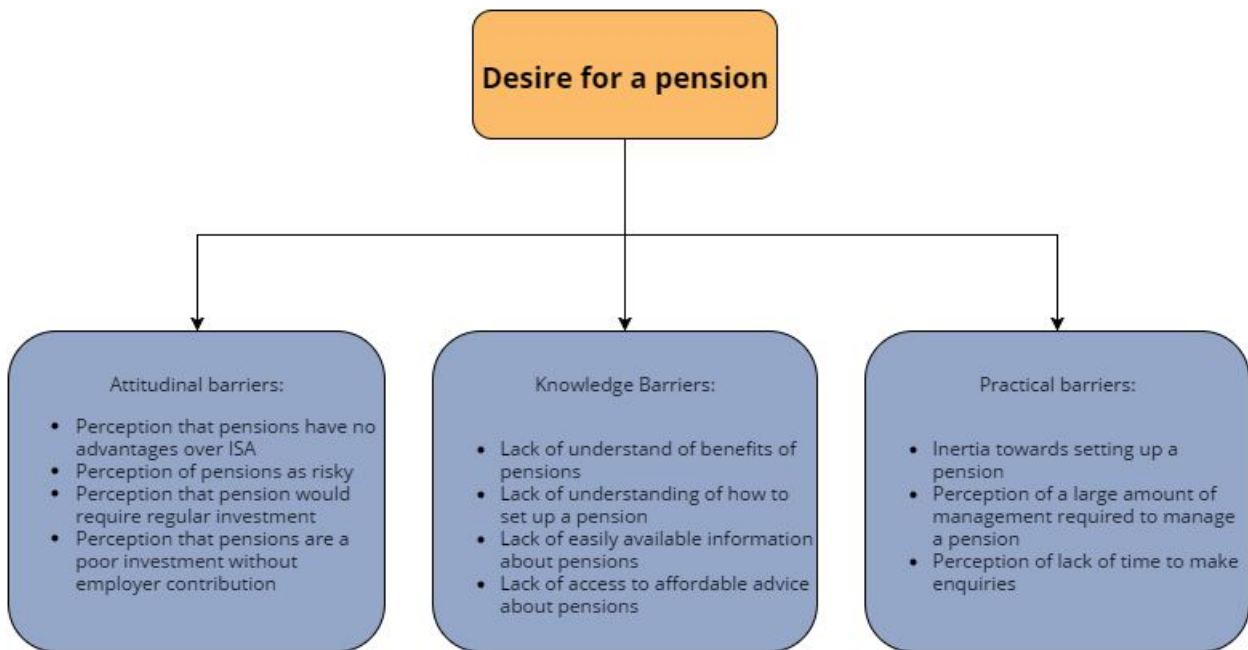 Desire for a pension
Attitudinal barriers:
• Perception that pensions have no
advantages over ISA
• Perception of pensions as risky
• Perception that pension would
require regular investment
• Perception that pensions are a
poor investment without
employer contribution
Knowledge Barriers:
• Lack of understand of benefits of
pensions
• Lack of understanding of how to
set up a pension
• Lack of easily available information
about pensions
• Lack of access to affordable advice
about pensions
Practical barriers:
• Inertia towards setting up a
pension
• Perception of a large amount of
management required to manage
a pension
• Perception of lack of time to make
enquiries